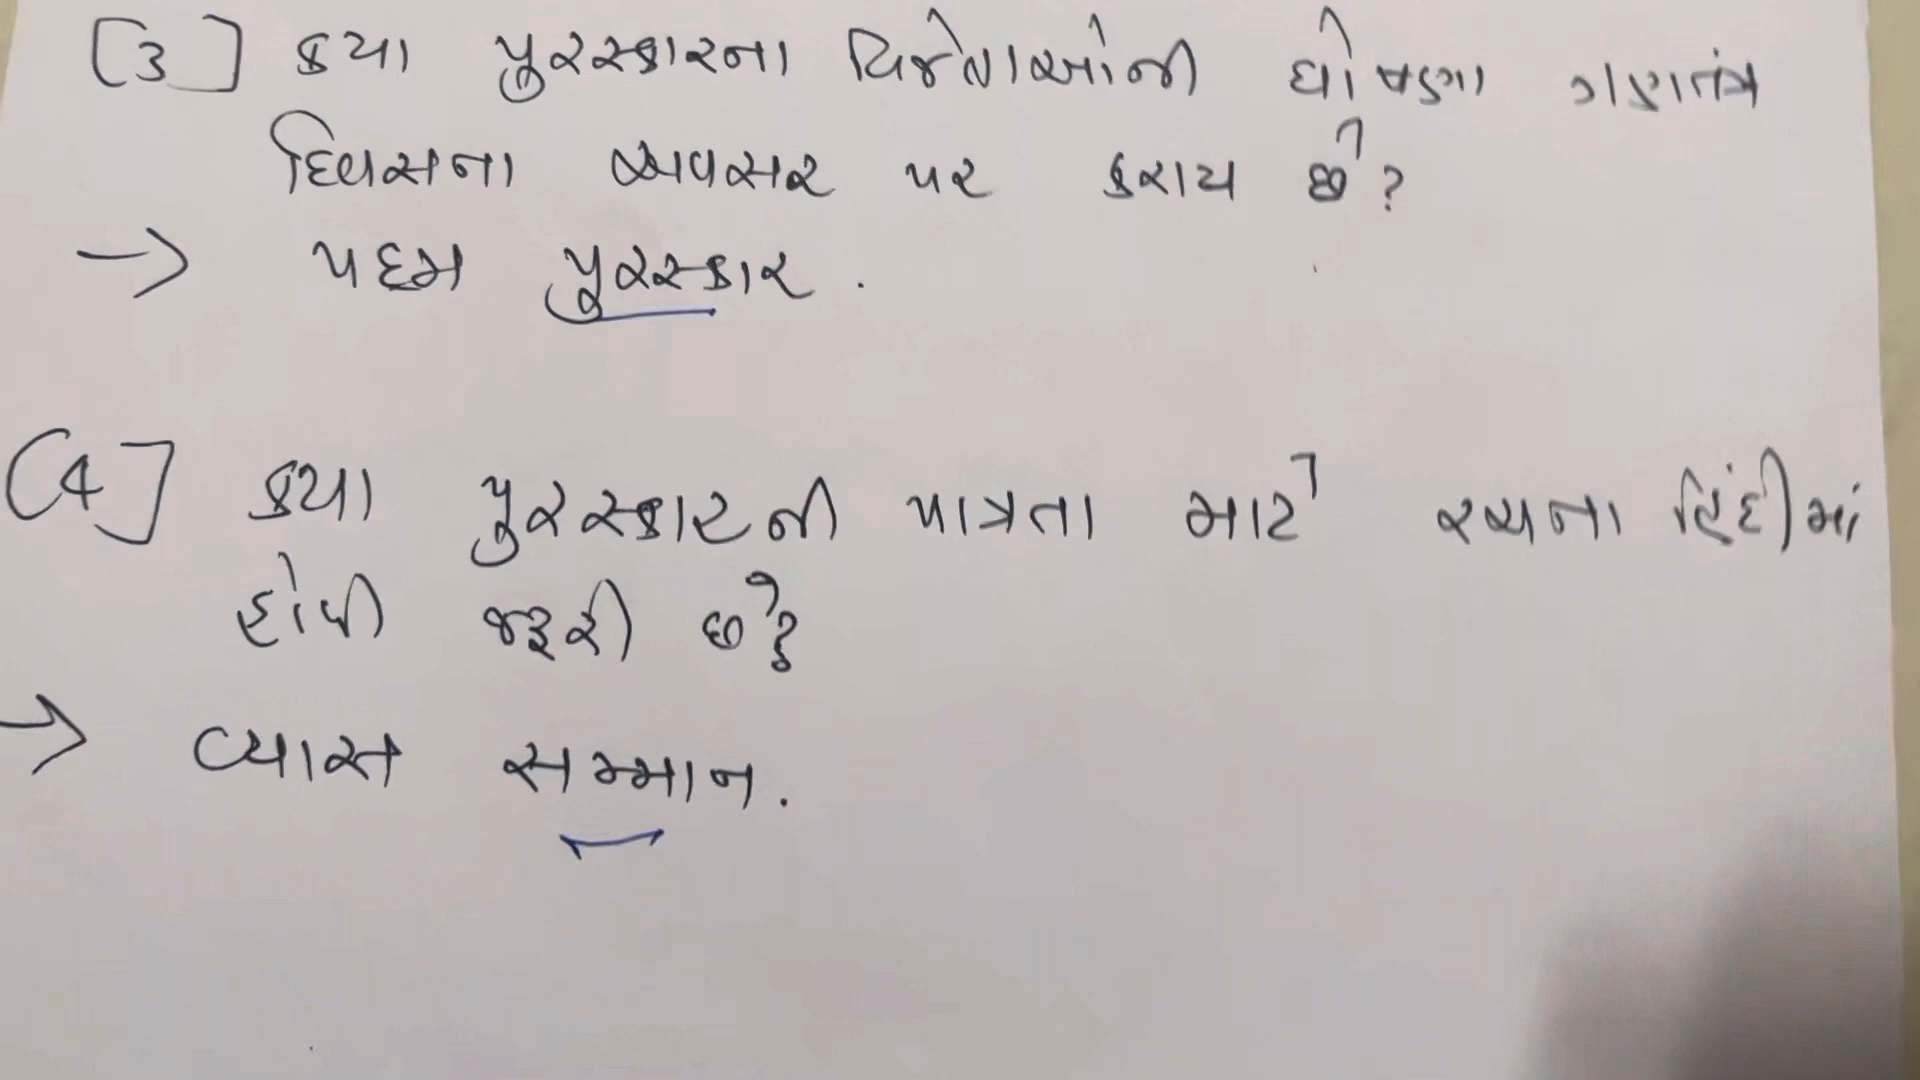 [3] કયા પુરસ્કારના વિજેતાઓની ઘોષણા ગણતંત્ર
દિવસના અવસર પર કરાય છે?
→ પદ્મ પુરસ્કાર.
[4] કયા પુરસ્કારની પાત્રતા માટે રચના હિંદીમાં
હોવી જરૂરી છે?
→ વ્યાસ સમ્માન.